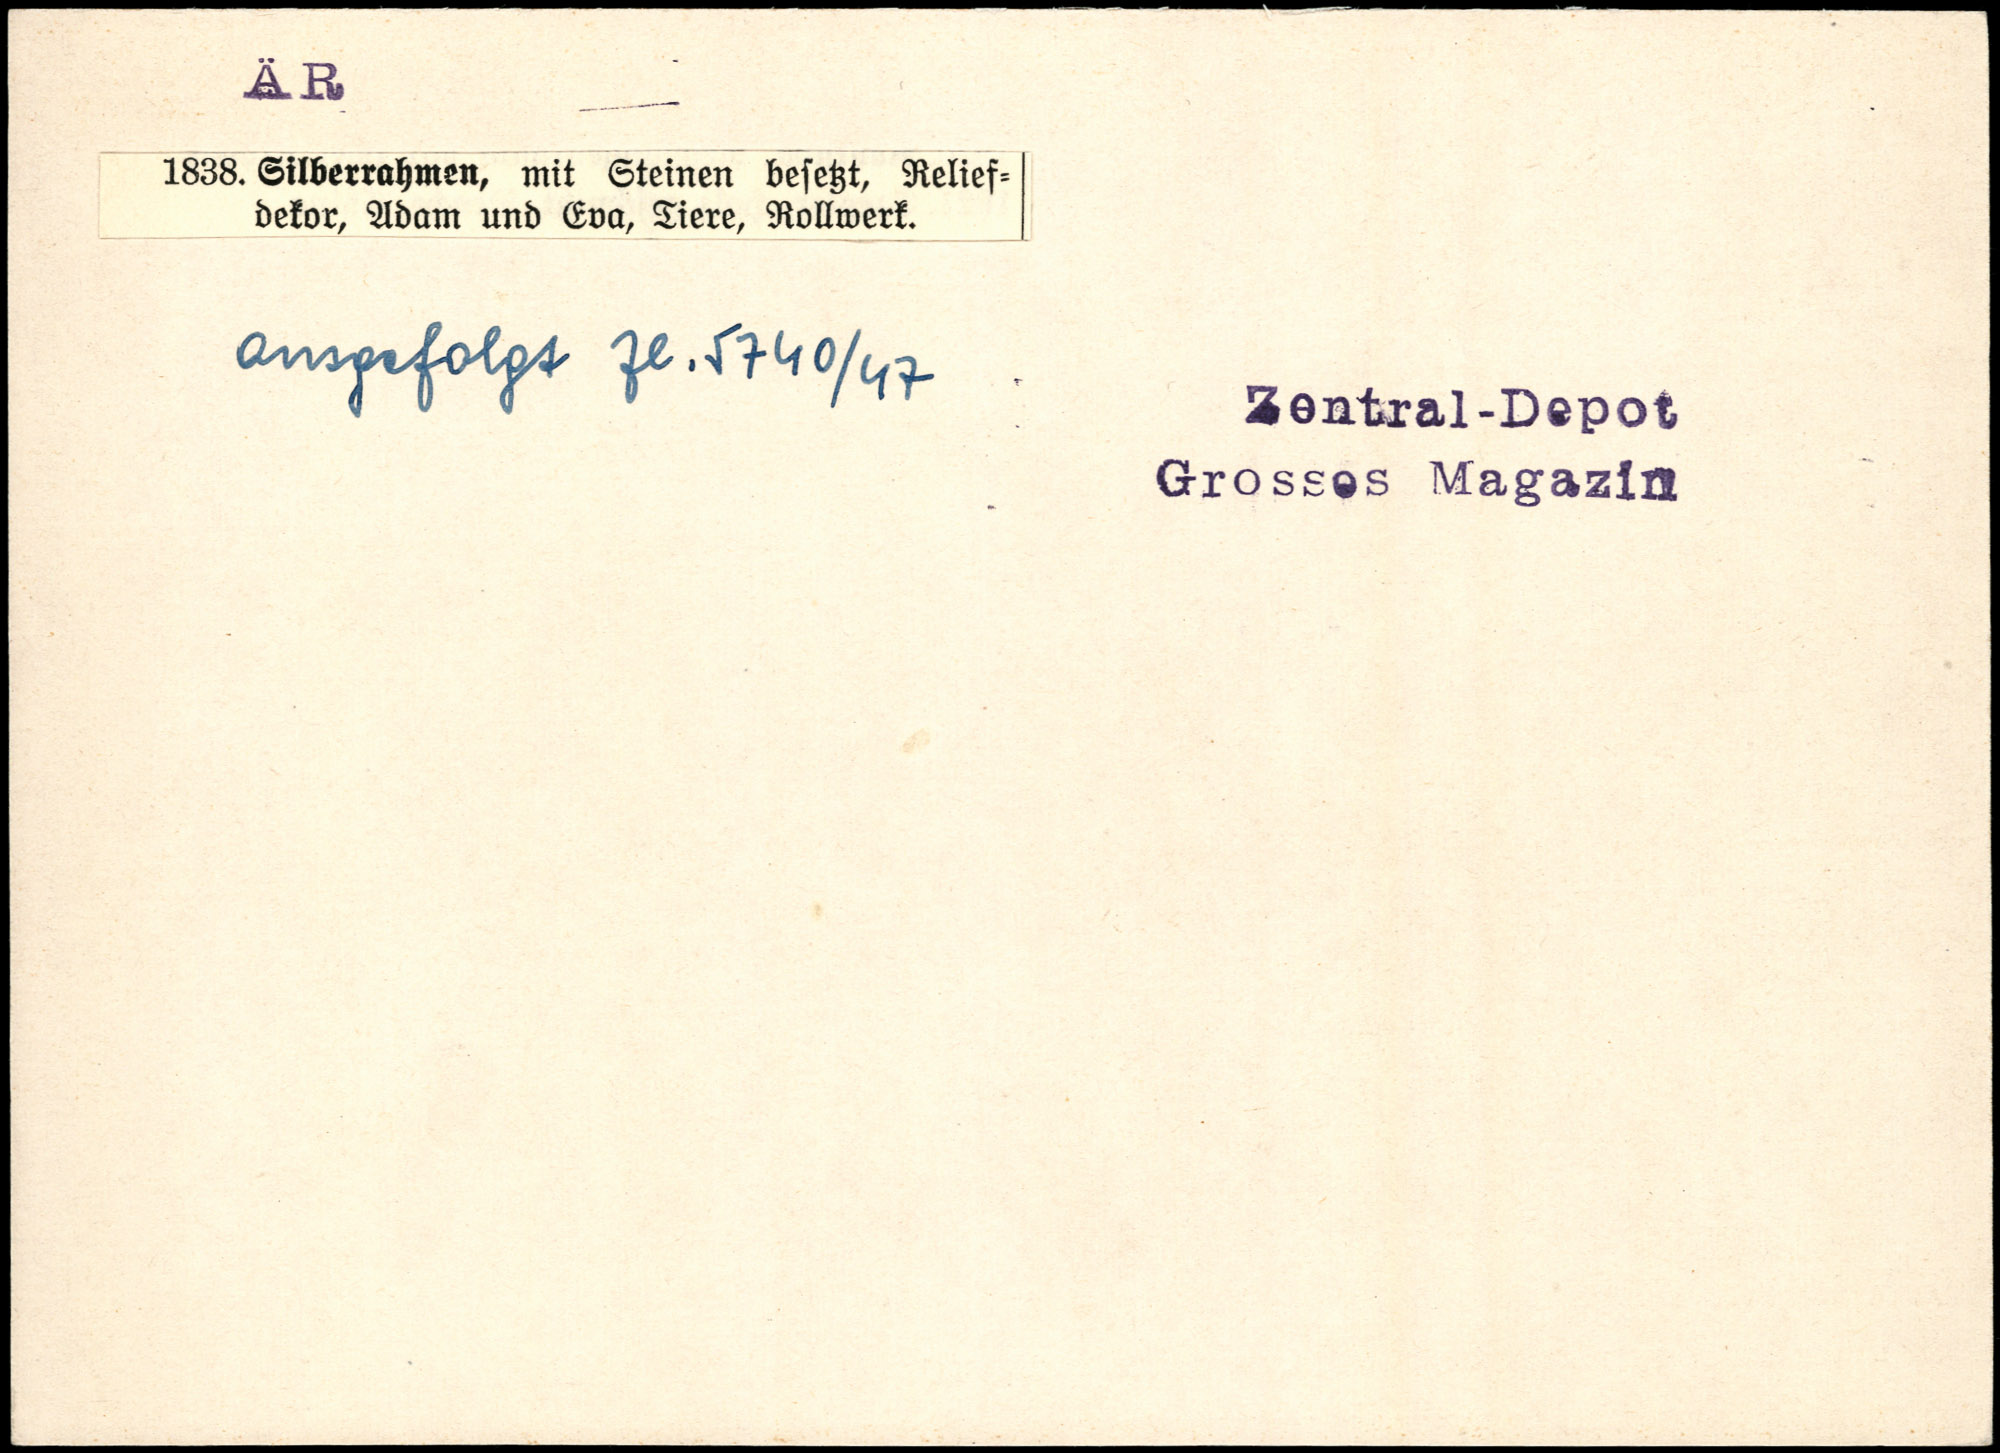 ÄR
1838. Silberrahmen, mit Steinen besetzt, Relief-
dekor, Adam und Eva, Tiere, Rollwerk.
ausgefolgt Zl. 5740/47
Zentral-Depot
Grosses Magazin